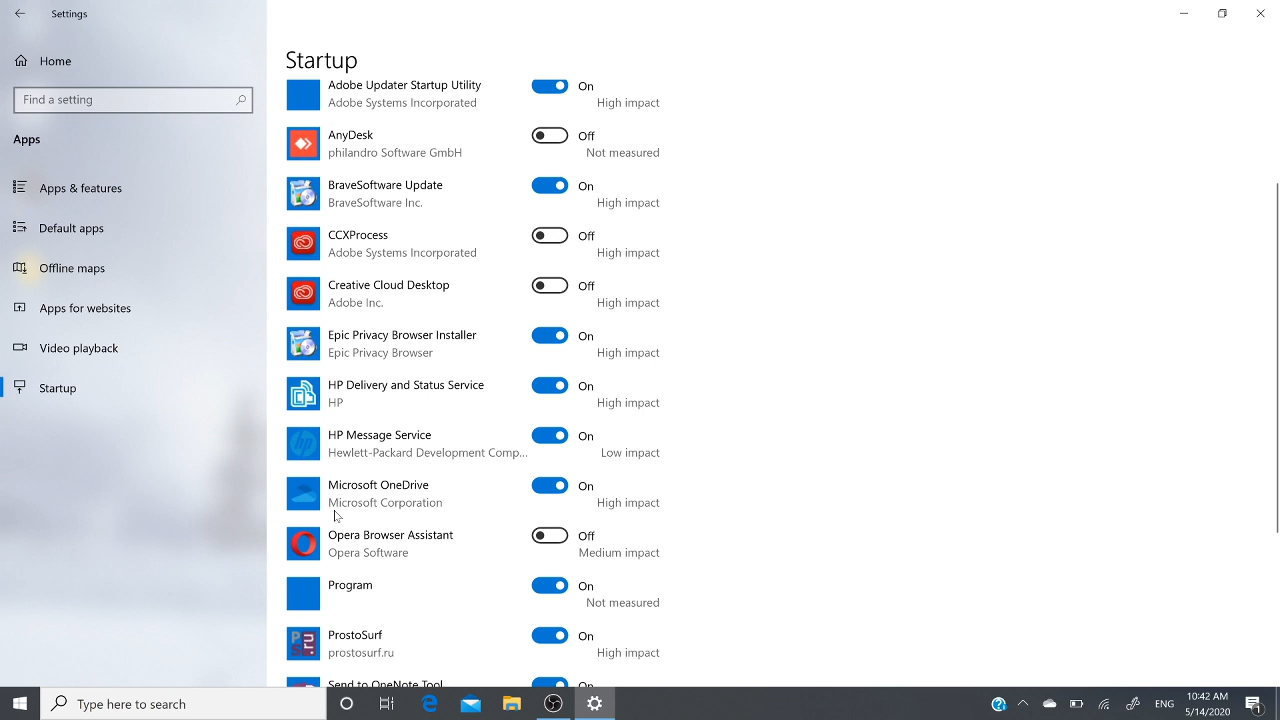 Settings
Home
Find a setting
Apps
Apps & features
Default apps
Offline maps
Apps for websites
Video playback
Startup
Startup
Adobe Updater Startup Utility
Adobe Systems Incorporated
On
High impact
AnyDesk
philandro Software GmbH
Off
Not measured
BraveSoftware Update
BraveSoftware Inc.
On
High impact
CCXProcess
Adobe Systems Incorporated
Off
High impact
Creative Cloud Desktop
Adobe Inc.
Off
High impact
Epic Privacy Browser Installer
Epic Privacy Browser
On
High impact
HP Delivery and Status Service
HP
On
High impact
HP Message Service
Hewlett-Packard Development Comp...
On
Low impact
Microsoft OneDrive
Microsoft Corporation
On
High impact
Opera Browser Assistant
Opera Software
Off
Medium impact
Program
On
Not measured
ProstoSurf
prostosurf.ru
On
High impact
Send to OneNote Tool
On
Type here to search
ENG
10:42 AM
5/14/2020
1